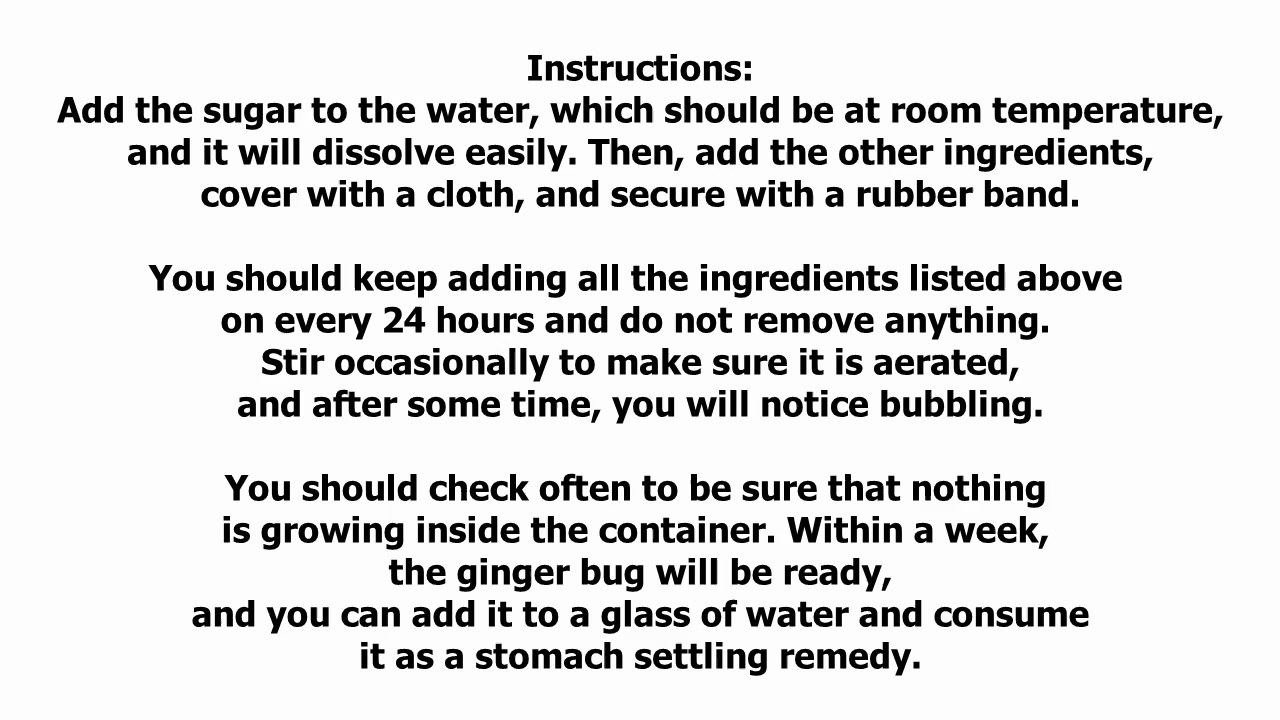 Instructions:
Add the sugar to the water, which should be at room temperature,
and it will dissolve easily. Then, add the other ingredients,
cover with a cloth, and secure with a rubber band.
You should keep adding all the ingredients listed above
on every 24 hours and do not remove anything.
Stir occasionally to make sure it is aerated,
and after some time, you will notice bubbling.
You should check often to be sure that nothing
is growing inside the container. Within a week,
the ginger bug will be ready,
and you can add it to a glass of water and consume
it as a stomach settling remedy.